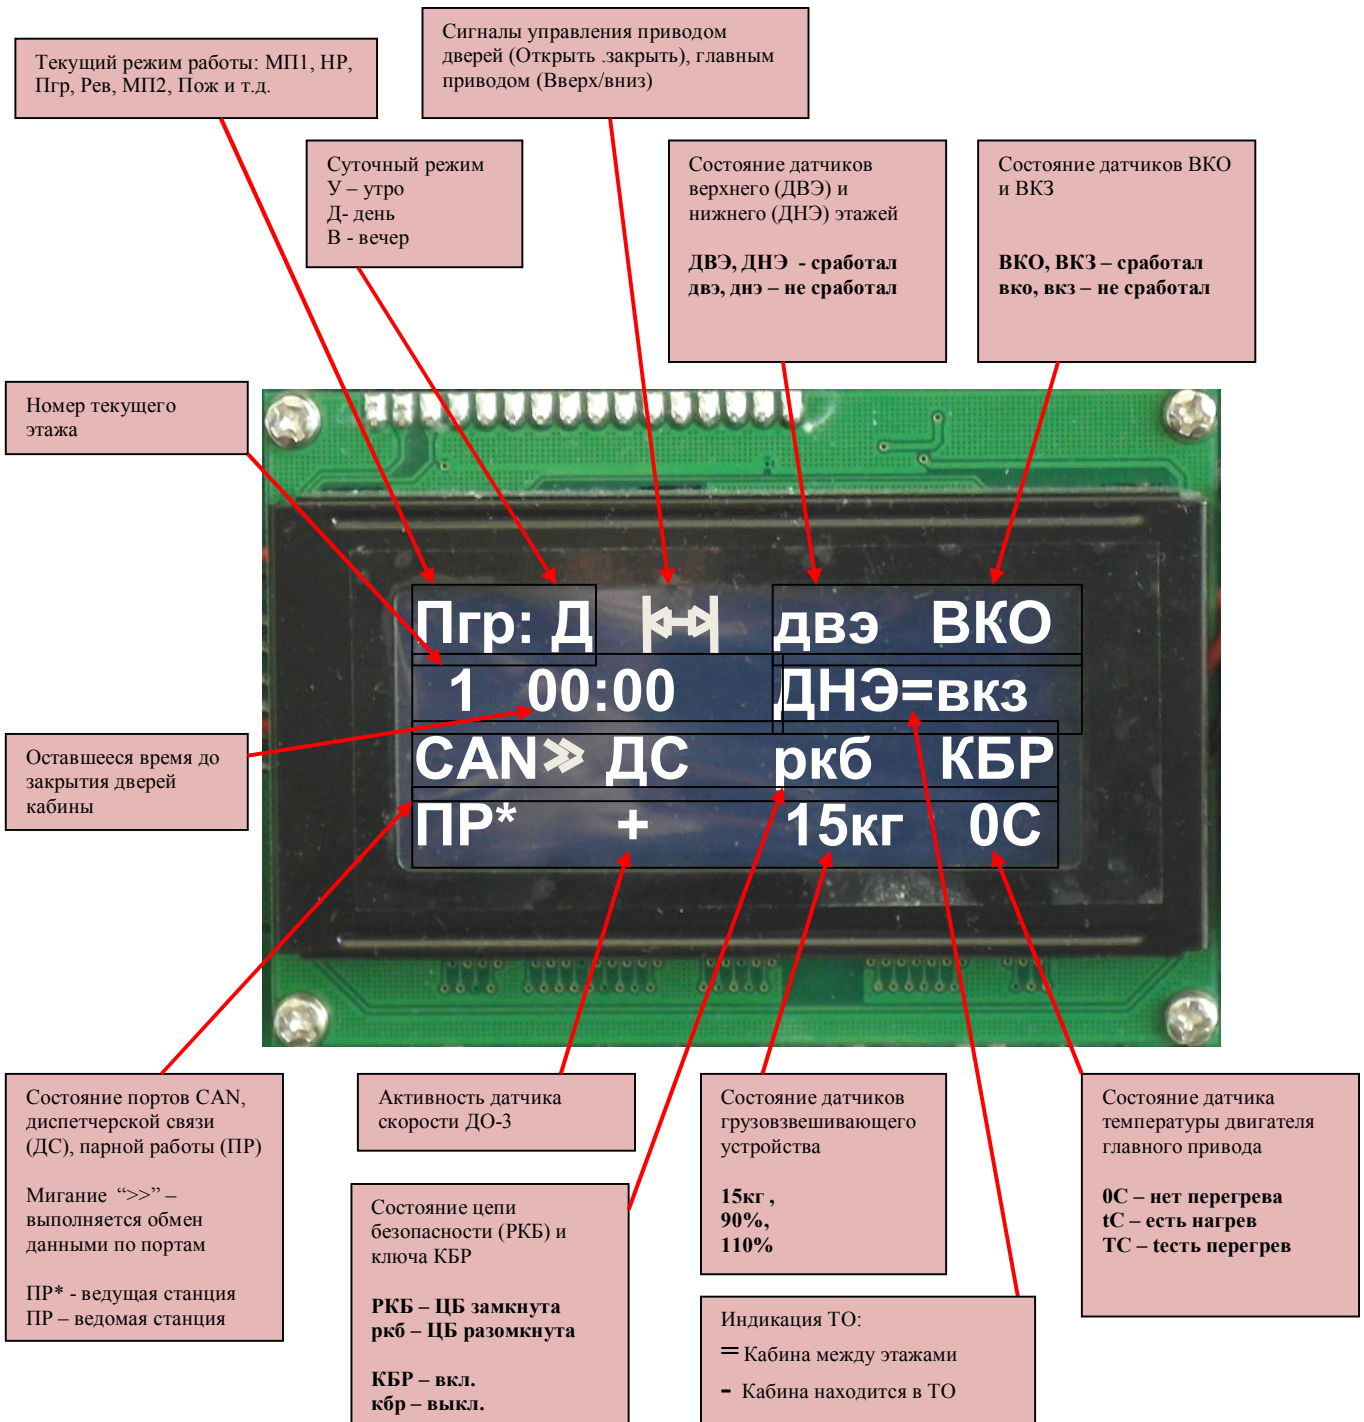 Сигналы управления приводом
дверей (Открыть .закрыть), главным
приводом (Вверх/вниз)
Текущий режим работы: МП1, НР,
Пгр, Рев, МП2, Пож и т.д.
Суточный режим
У – утро
Д- день
В - вечер
Состояние датчиков
верхнего (ДВЭ) и
нижнего (ДНЭ) этажей
ДВЭ, ДНЭ - сработал
двэ, днэ – не сработал
Состояние датчиков ВКО
и ВКЗ
ВКО, ВКЗ – сработал
вко, вкз – не сработал
Номер текущего
этажа
Пгр: Д двэ ВКО
1 00:00 ДНЭ=вкз
CAN ДС ркб КБР
ПР* + 15кг 0С
Оставшееся время до
закрытия дверей
кабины
Состояние портов CAN,
диспетчерской связи
(ДС), парной работы (ПР)
Мигание “>>” –
выполняется обмен
данными по портам
ПР* - ведущая станция
ПР – ведомая станция
Активность датчика
скорости ДО-3
Состояние цепи
безопасности (РКБ) и
ключа КБР
РКБ – ЦБ замкнута
ркб – ЦБ разомкнута
КБР – вкл.
кбр – выкл.
Состояние датчиков
грузовзвешивающего
устройства
15кг ,
90%,
110%
Индикация ТО:
= Кабина между этажами
- Кабина находится в ТО
Состояние датчика
температуры двигателя
главного привода
0С – нет перегрева
tС – есть нагрев
ТС – tесть перегрев